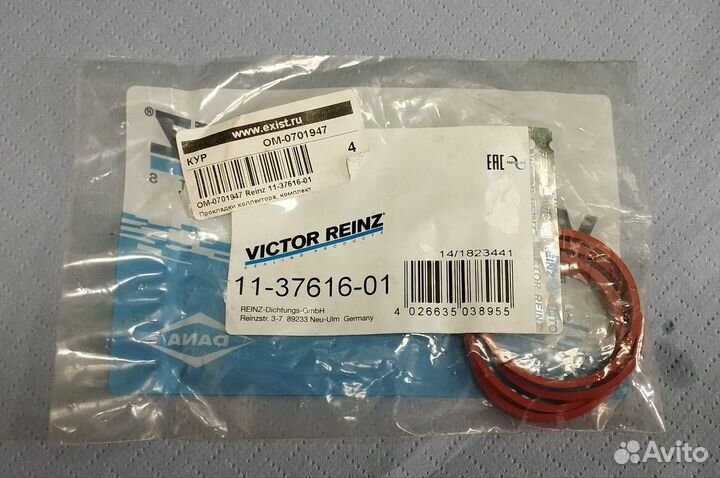 www.exist.ru
OM-0701947
КУР
4
OM-0701947 Reinz 11-37616-01
Прокладки коллектора, комплект
EAC
VICTOR REINZ®
SEALING PRODUCTS
14/1823441
11-37616-01
4 026635 038955
REINZ-Dichtungs-GmbH
Reinzstr. 3-7 89233 Neu-Ulm Germany
DANA
Avito